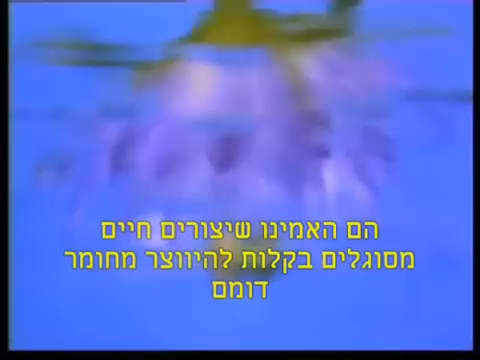 הם האמינו שיצורים חיים
מסוגלים בקלות להיווצר מחומר
דומם